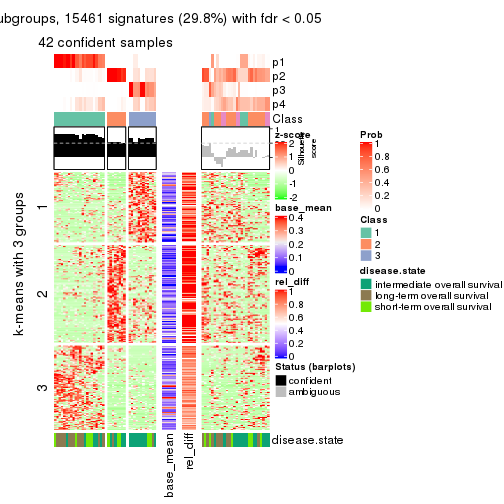 ubgroups, 15461 signatures (29.8%) with fdr < 0.05
42 confident samples
p1
p2
p3
p4
Class
1
Silhouette
score
z-score
2
1
0
-1
-2
base_mean
0.4
0.3
0.2
0.1
0
rel_diff
1
0.8
0.6
0.4
0.2
0
Status (barplots)
confident
ambiguous
Prob
1
0.8
0.6
0.4
0.2
0
Class
1
2
3
disease.state
intermediate overall survival
long-term overall survival
short-term overall survival
k-means with 3 groups
1
2
3
disease.state
base_mean
rel_diff